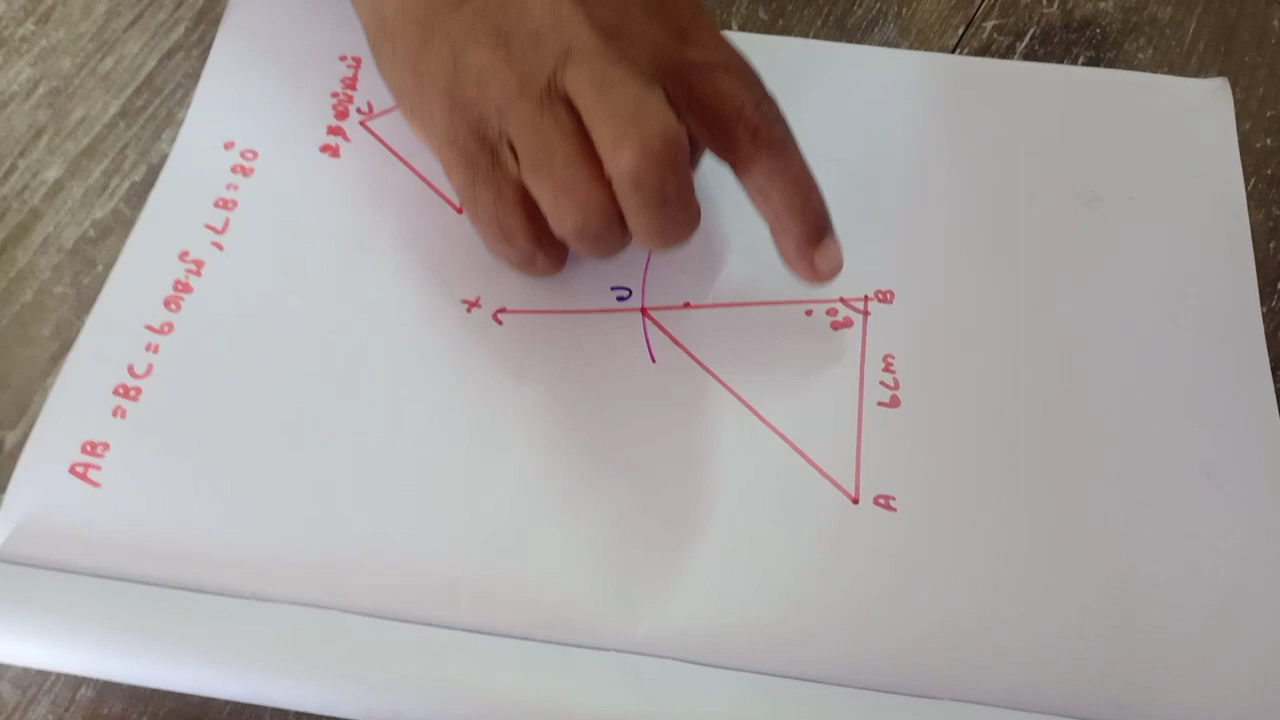 AB = BC = 6 செமீ, ∠B = 80°
C
X
C
80°
B
6cm
A